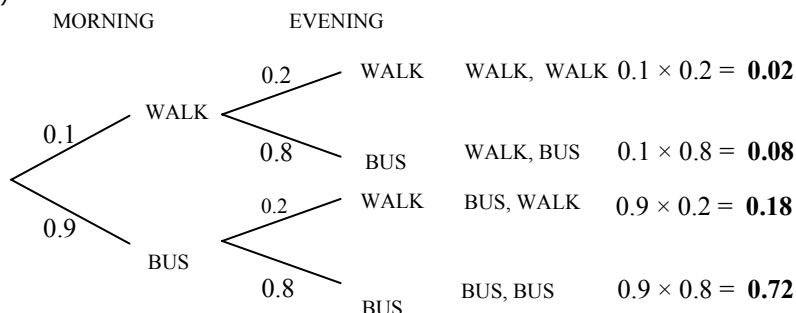 )
MORNING EVENING
0.2 WALK WALK, WALK 0.1 × 0.2 = 0.02
WALK
0.1
0.8 BUS WALK, BUS 0.1 × 0.8 = 0.08
0.2 WALK BUS, WALK 0.9 × 0.2 = 0.18
0.9
BUS
0.8 BUS BUS, BUS 0.9 × 0.8 = 0.72